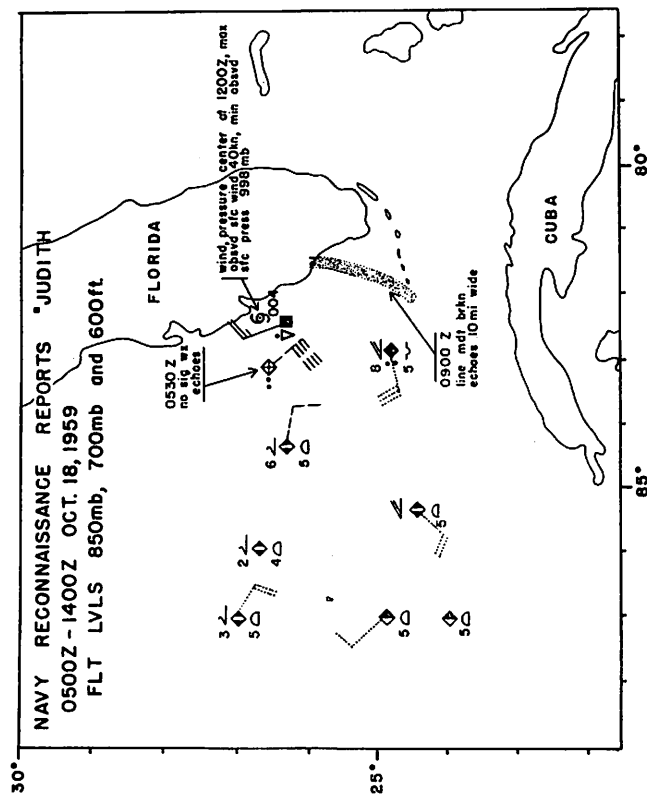 NAVY RECONNAISSANCE REPORTS "JUDITH
0500Z-1400Z OCT. 18, 1959
FLT LVLS 850mb, 700mb and 600ft
30°
25°
80°
85°
FLORIDA
CUBA
wind, pressure center at 1200Z, max
obsvd sfc wind 40kn, min obsvd
sfc press 998mb
004
0530 Z
no sig wx
echoes
0900 Z
line mdt brkn
echoes 10mi wide
8
5
6
5
5
2
4
3
5
5
5